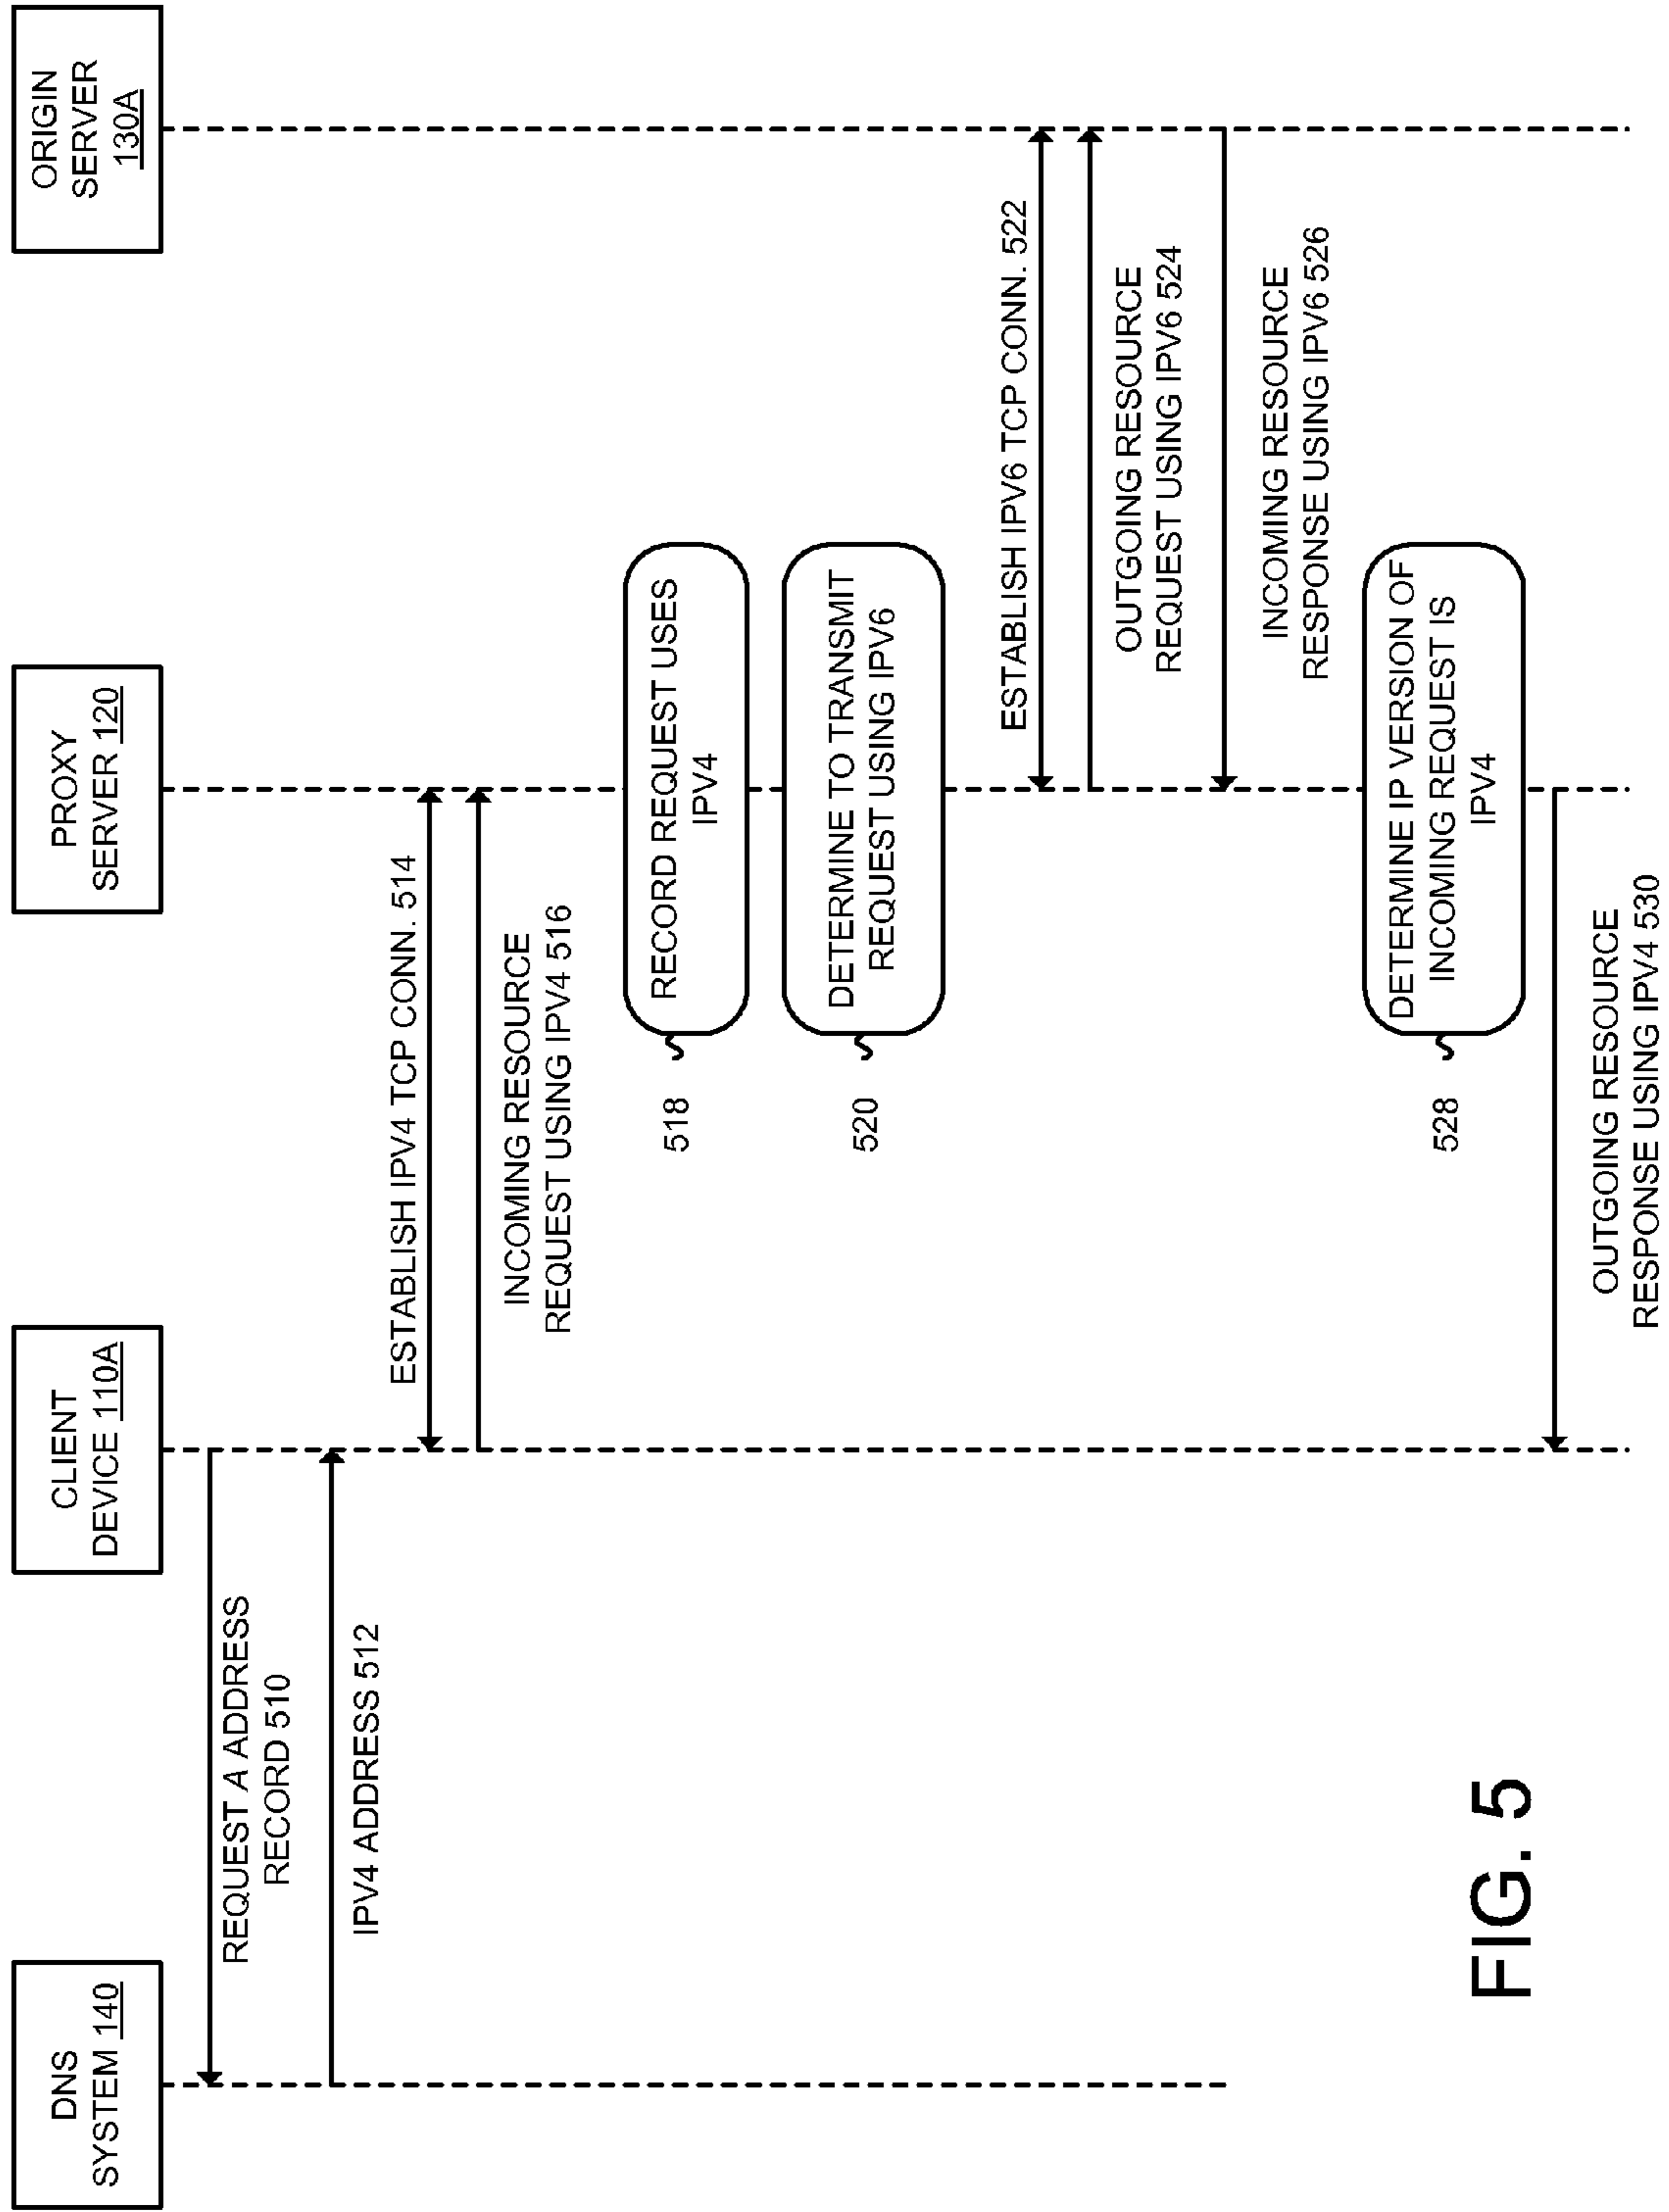 DNS
SYSTEM 140
CLIENT
DEVICE 110A
PROXY
SERVER 120
ORIGIN
SERVER
130A
REQUEST A ADDRESS
RECORD 510
IPV4 ADDRESS 512
ESTABLISH IPV4 TCP CONN. 514
INCOMING RESOURCE
REQUEST USING IPV4 516
518
RECORD REQUEST USES
IPV4
520
DETERMINE TO TRANSMIT
REQUEST USING IPV6
ESTABLISH IPV6 TCP CONN. 522
OUTGOING RESOURCE
REQUEST USING IPV6 524
INCOMING RESOURCE
RESPONSE USING IPV6 526
528
DETERMINE IP VERSION OF
INCOMING REQUEST IS
IPV4
OUTGOING RESOURCE
RESPONSE USING IPV4 530
FIG. 5